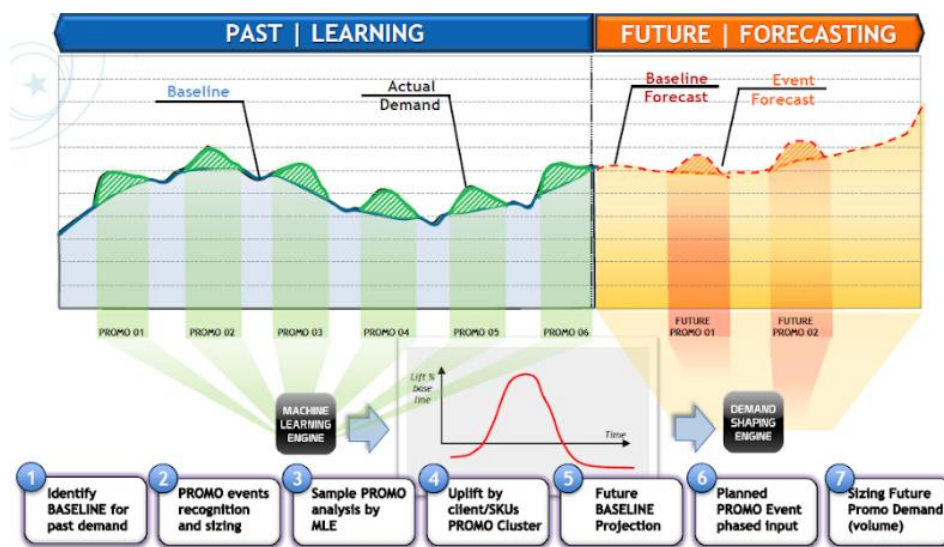 PAST | LEARNING
FUTURE | FORECASTING
Baseline
Actual
Demand
Baseline
Forecast
Event
Forecast
PROMO 01
PROMO 02
PROMO 03
PROMO 04
PROMO 05
PROMO 06
FUTURE
PROMO 01
FUTURE
PROMO 02
MACHINE
LEARNING
ENGINE
Lift %
base
line
Time
DEMAND
SHAPING
ENGINE
1
Identify
BASELINE for
past demand
2
PROMO events
recognition
and sizing
3
Sample PROMO
analysis by
MLE
4
Uplift by
client/SKUs
PROMO Cluster
5
Future
BASELINE
Projection
6
Planned
PROMO Event
phased input
7
Sizing Future
Promo Demand
(volume)